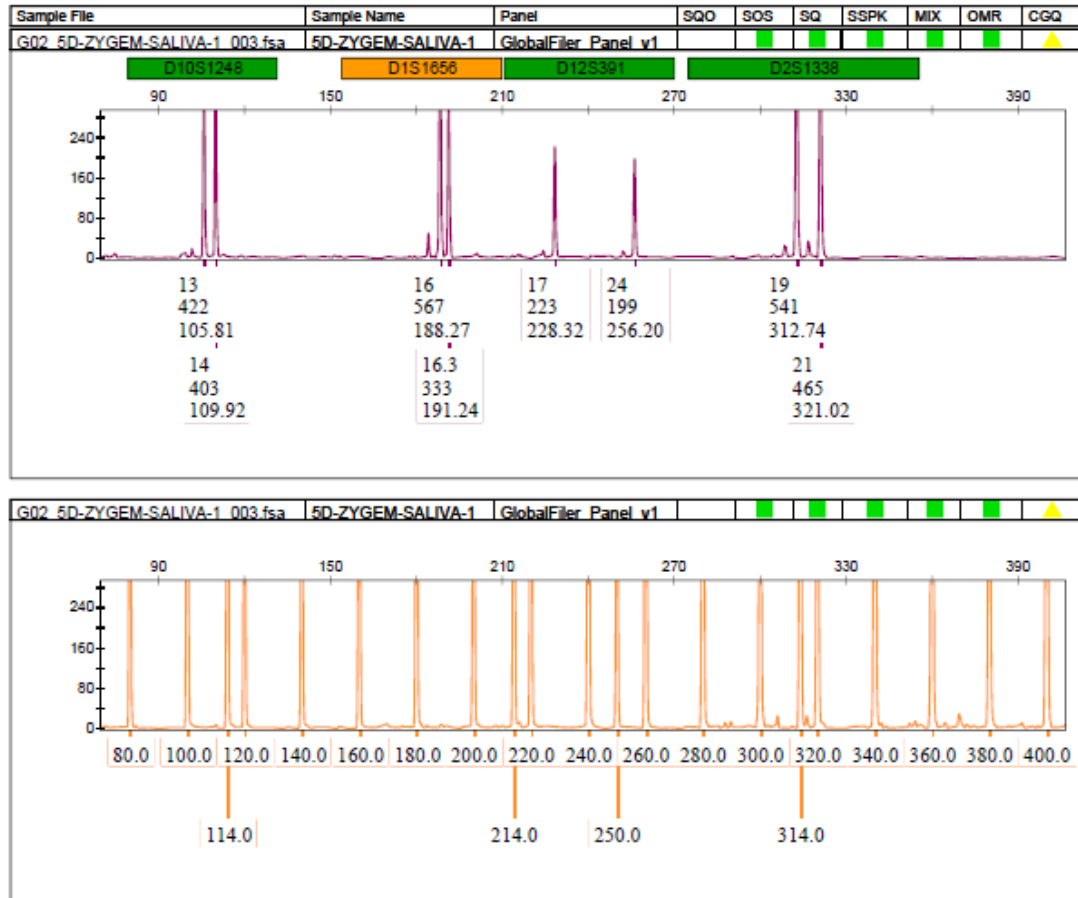 Sample File Sample Name Panel SQO SOS SQ SSPK MIX OMR CGQ
G02_5D-ZYGEM-SALIVA-1_003.fsa 5D-ZYGEM-SALIVA-1 GlobalFiler_Panel_v1
D10S1248 D1S1656 D12S391 D2S1338
90 150 210 270 330 390
240
160
80
0
13 16 17 24 19
422 567 223 199 541
105.81 188.27 228.32 256.20 312.74
14 16.3 21
403 333 465
109.92 191.24 321.02
G02_5D-ZYGEM-SALIVA-1_003.fsa 5D-ZYGEM-SALIVA-1 GlobalFiler_Panel_v1
90 150 210 270 330 390
240
160
80
0
80.0 100.0 120.0 140.0 160.0 180.0 200.0 220.0 240.0 260.0 280.0 300.0 320.0 340.0 360.0 380.0 400.0
114.0 214.0 250.0 314.0